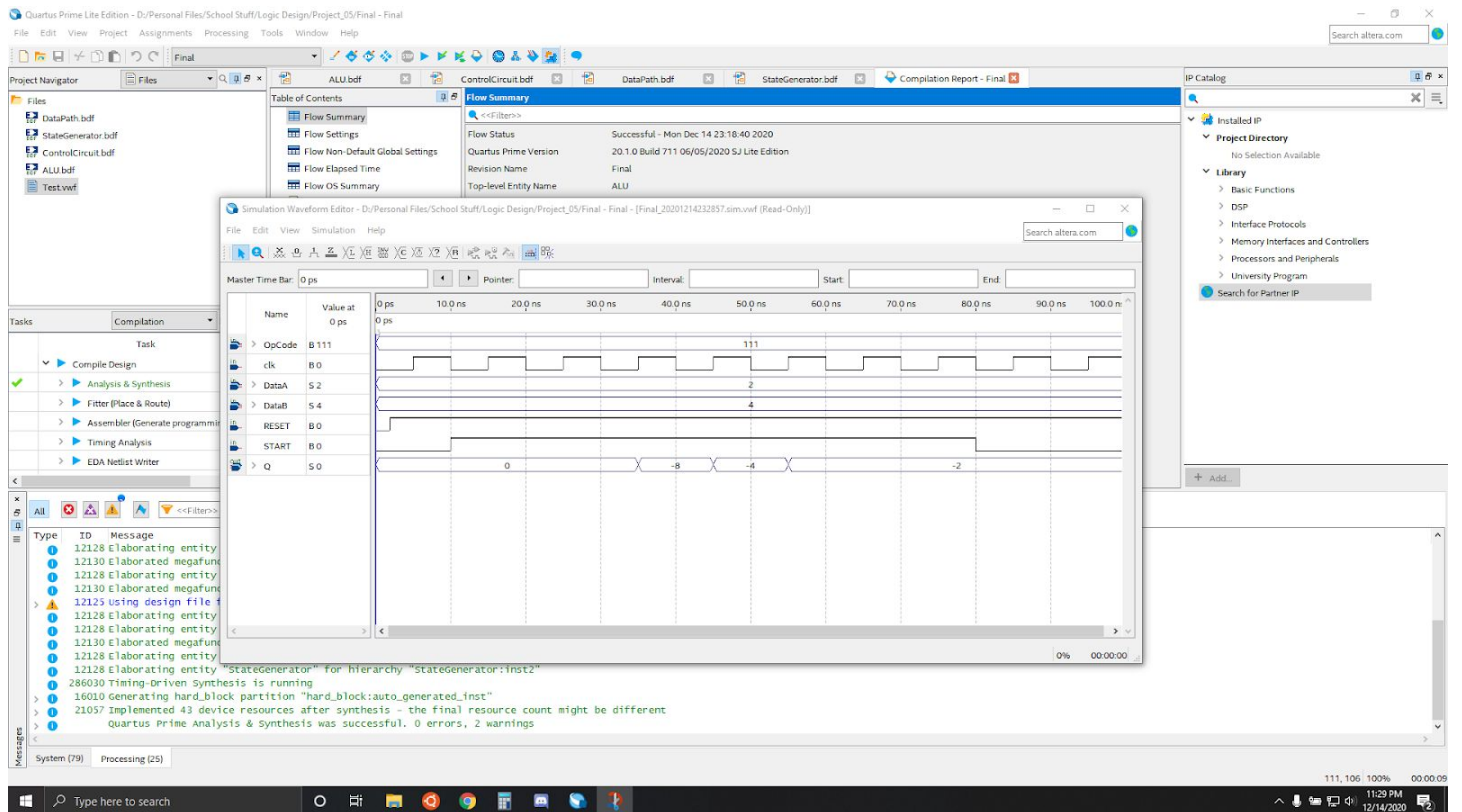 Quartus Prime Lite Edition - D:/Personal Files/School Stuff/Logic Design/Project_05/Final - Final
File Edit View Project Assignments Processing Tools Window Help
Search altera.com
Final
Project Navigator Files
ALU.bdf ControlCircuit.bdf DataPath.bdf StateGenerator.bdf Compilation Report - Final
IP Catalog
Files
DataPath.bdf
StateGenerator.bdf
ControlCircuit.bdf
ALU.bdf
Test.vwf
Table of Contents
Flow Summary
Flow Settings
Flow Non-Default Global Settings
Flow Elapsed Time
Flow OS Summary
Flow Summary
<<Filter>>
Flow Status Successful - Mon Dec 14 23:18:40 2020
Quartus Prime Version 20.1.0 Build 711 06/05/2020 SJ Lite Edition
Revision Name Final
Top-level Entity Name ALU
Installed IP
Project Directory
No Selection Available
Library
Basic Functions
DSP
Interface Protocols
Memory Interfaces and Controllers
Processors and Peripherals
University Program
Search for Partner IP
+ Add...
Simulation Waveform Editor - D:/Personal Files/School Stuff/Logic Design/Project_05/Final - Final - [Final_20201214232857.sim.vwf (Read-Only)]
File Edit View Simulation Help
Search altera.com
Master Time Bar: 0 ps Pointer: Interval: Start: End:
Name Value at 0 ps
0 ps 10.0 ns 20.0 ns 30.0 ns 40.0 ns 50.0 ns 60.0 ns 70.0 ns 80.0 ns 90.0 ns 100.0 n
0 ps
OpCode B 111 111
clk B 0
DataA S 2 2
DataB S 4 4
RESET B 0
START B 0
Q S 0 0 -8 -4 -2
0% 00:00:00
Tasks Compilation
Task
Compile Design
Analysis & Synthesis
Fitter (Place & Route)
Assembler (Generate programmin
Timing Analysis
EDA Netlist Writer
All <<Filter>>
Type ID Message
12128 Elaborating entity
12130 Elaborated megafunc
12128 Elaborating entity
12130 Elaborated megafunc
12125 Using design file
12128 Elaborating entity
12128 Elaborating entity
12130 Elaborated megafunc
12128 Elaborating entity
12128 Elaborating entity "StateGenerator" for hierarchy "StateGenerator:inst2"
286030 Timing-Driven Synthesis is running
16010 Generating hard_block partition "hard_block:auto_generated_inst"
21057 Implemented 43 device resources after synthesis - the final resource count might be different
Quartus Prime Analysis & Synthesis was successful. 0 errors, 2 warnings
Messages
System (79) Processing (25)
111, 106 100% 00:00:09
Type here to search
11:29 PM
12/14/2020